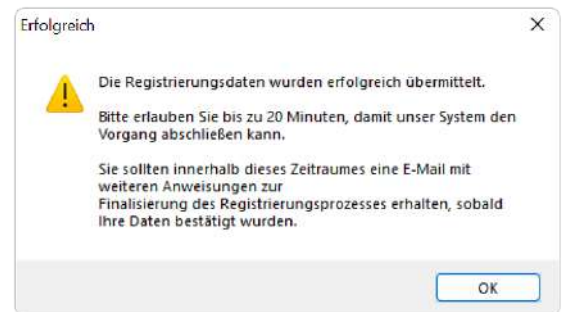 Erfolgreich
Die Registrierungsdaten wurden erfolgreich übermittelt.
Bitte erlauben Sie bis zu 20 Minuten, damit unser System den
Vorgang abschließen kann.
Sie sollten innerhalb dieses Zeitraumes eine E-Mail mit
weiteren Anweisungen zur
Finalisierung des Registrierungsprozesses erhalten, sobald
Ihre Daten bestätigt wurden.
OK